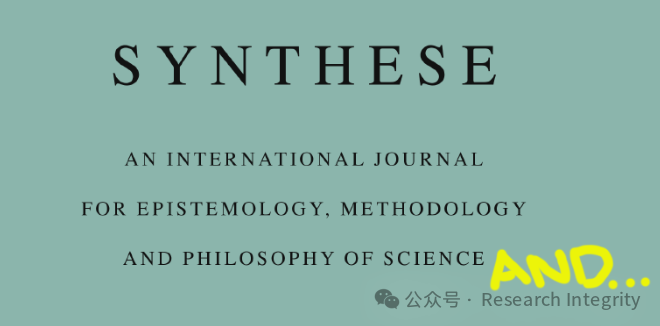 SYNTHESE
AN INTERNATIONAL JOURNAL
FOR EPISTEMOLOGY, METHODOLOGY
AND PHILOSOPHY OF SCIENCE
AND...
公众号 · Research Integrity